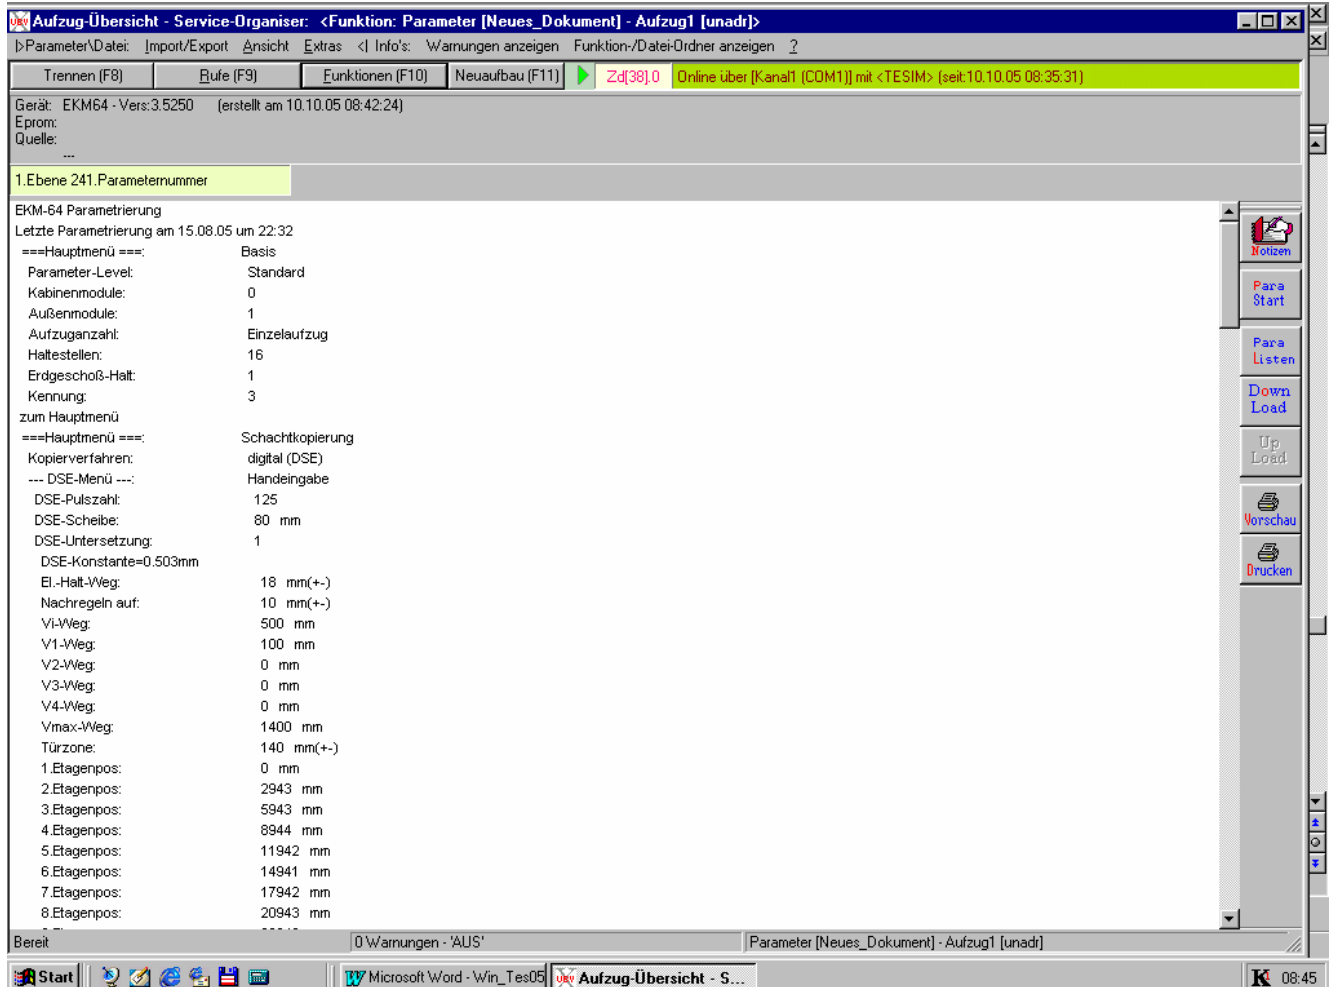 Aufzug-Übersicht - Service-Organiser: <Funktion: Parameter [Neues_Dokument] - Aufzug1 [unadr]>
|>Parameter\Datei: Import/Export Ansicht Extras <| Info's: Warnungen anzeigen Funktion-/Datei-Ordner anzeigen ?
Trennen (F8) Rufe (F9) Funktionen (F10) Neuaufbau (F11) Zd[38].0 Online über [Kanal1 (COM1)] mit <TESIM> (seit:10.10.05 08:35:31)
Gerät: EKM64 - Vers:3.5250 (erstellt am 10.10.05 08:42:24)
Eprom:
Quelle:
---
1.Ebene 241.Parameternummer
EKM-64 Parametrierung
Letzte Parametrierung am 15.08.05 um 22:32
===Hauptmenü ===: Basis
Parameter-Level: Standard
Kabinenmodule: 0
Außenmodule: 1
Aufzuganzahl: Einzelaufzug
Haltestellen: 16
Erdgeschoß-Halt: 1
Kennung: 3
zum Hauptmenü
===Hauptmenü ===: Schachtkopierung
Kopierverfahren: digital (DSE)
--- DSE-Menü ---: Handeingabe
DSE-Pulszahl: 125
DSE-Scheibe: 80 mm
DSE-Untersetzung: 1
DSE-Konstante=0.503mm
El.-Halt-Weg: 18 mm(+-)
Nachregeln auf: 10 mm(+-)
Vi-Weg: 500 mm
V1-Weg: 100 mm
V2-Weg: 0 mm
V3-Weg: 0 mm
V4-Weg: 0 mm
Vmax-Weg: 1400 mm
Türzone: 140 mm(+-)
1.Etagenpos: 0 mm
2.Etagenpos: 2943 mm
3.Etagenpos: 5943 mm
4.Etagenpos: 8944 mm
5.Etagenpos: 11942 mm
6.Etagenpos: 14941 mm
7.Etagenpos: 17942 mm
8.Etagenpos: 20943 mm
Notizen
Para
Start
Para
Listen
Down
Load
Up
Load
Vorschau
Drucken
Bereit 0 Warnungen - 'AUS' Parameter [Neues_Dokument] - Aufzug1 [unadr]
Start Microsoft Word - Win_Tes05 Aufzug-Übersicht - S... 08:45